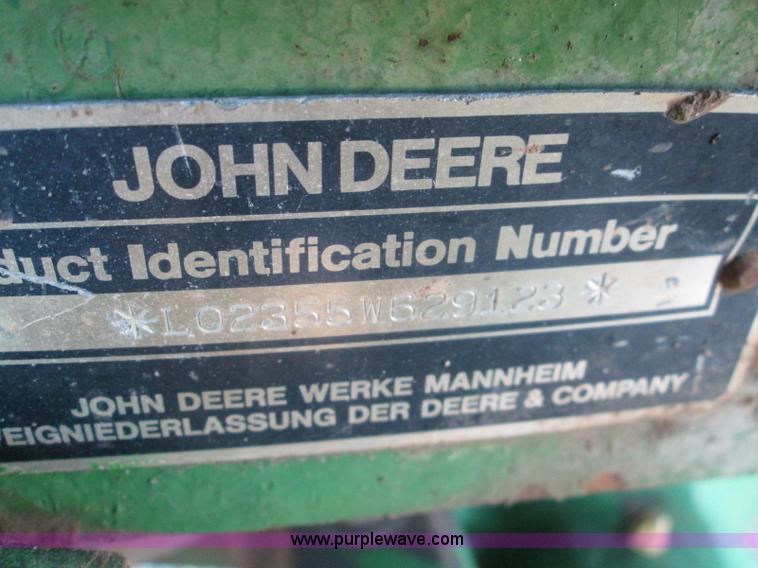 JOHN DEERE
duct Identification Number
*L02355W629123*
JOHN DEERE WERKE MANNHEIM
EIGNIEDERLASSUNG DER DEERE & COMPANY
www.purplewave.com